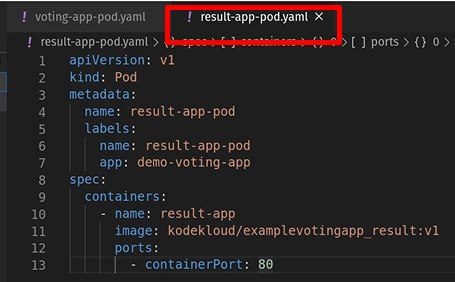 voting-app-pod.yaml
result-app-pod.yaml ×
result-app-pod.yaml > {} spec > [ ] containers > {} 0 > [ ] ports > {} 0 >
1 apiVersion: v1
2 kind: Pod
3 metadata:
4 name: result-app-pod
5 labels:
6 name: result-app-pod
7 app: demo-voting-app
8 spec:
9 containers:
10 - name: result-app
11 image: kodekloud/examplevotingapp_result:v1
12 ports:
13 - containerPort: 80